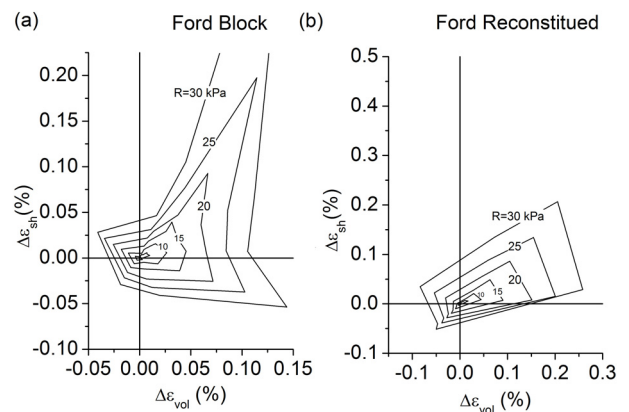 (a) Ford Block
0.20
0.15
0.10
0.05
0.00
-0.05
-0.10
-0.05 0.00 0.05 0.10 0.15
Δε_sh(%)
Δε_vol (%)
R=30 kPa
25
20
15
10
(b) Ford Reconstitued
0.5
0.4
0.3
0.2
0.1
0.0
-0.1
0.0 0.1 0.2 0.3
Δε_sh(%)
Δε_vol (%)
R=30 kPa
25
20
15
10